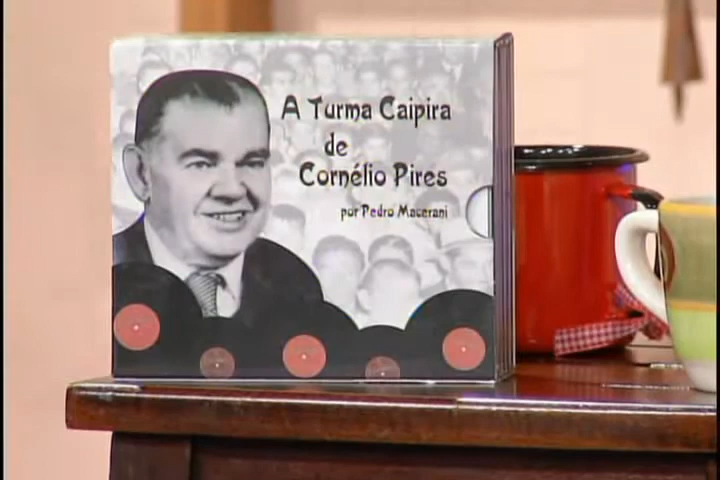 A Turma Caipira
de
Cornélio Pires
por Pedro Macerani